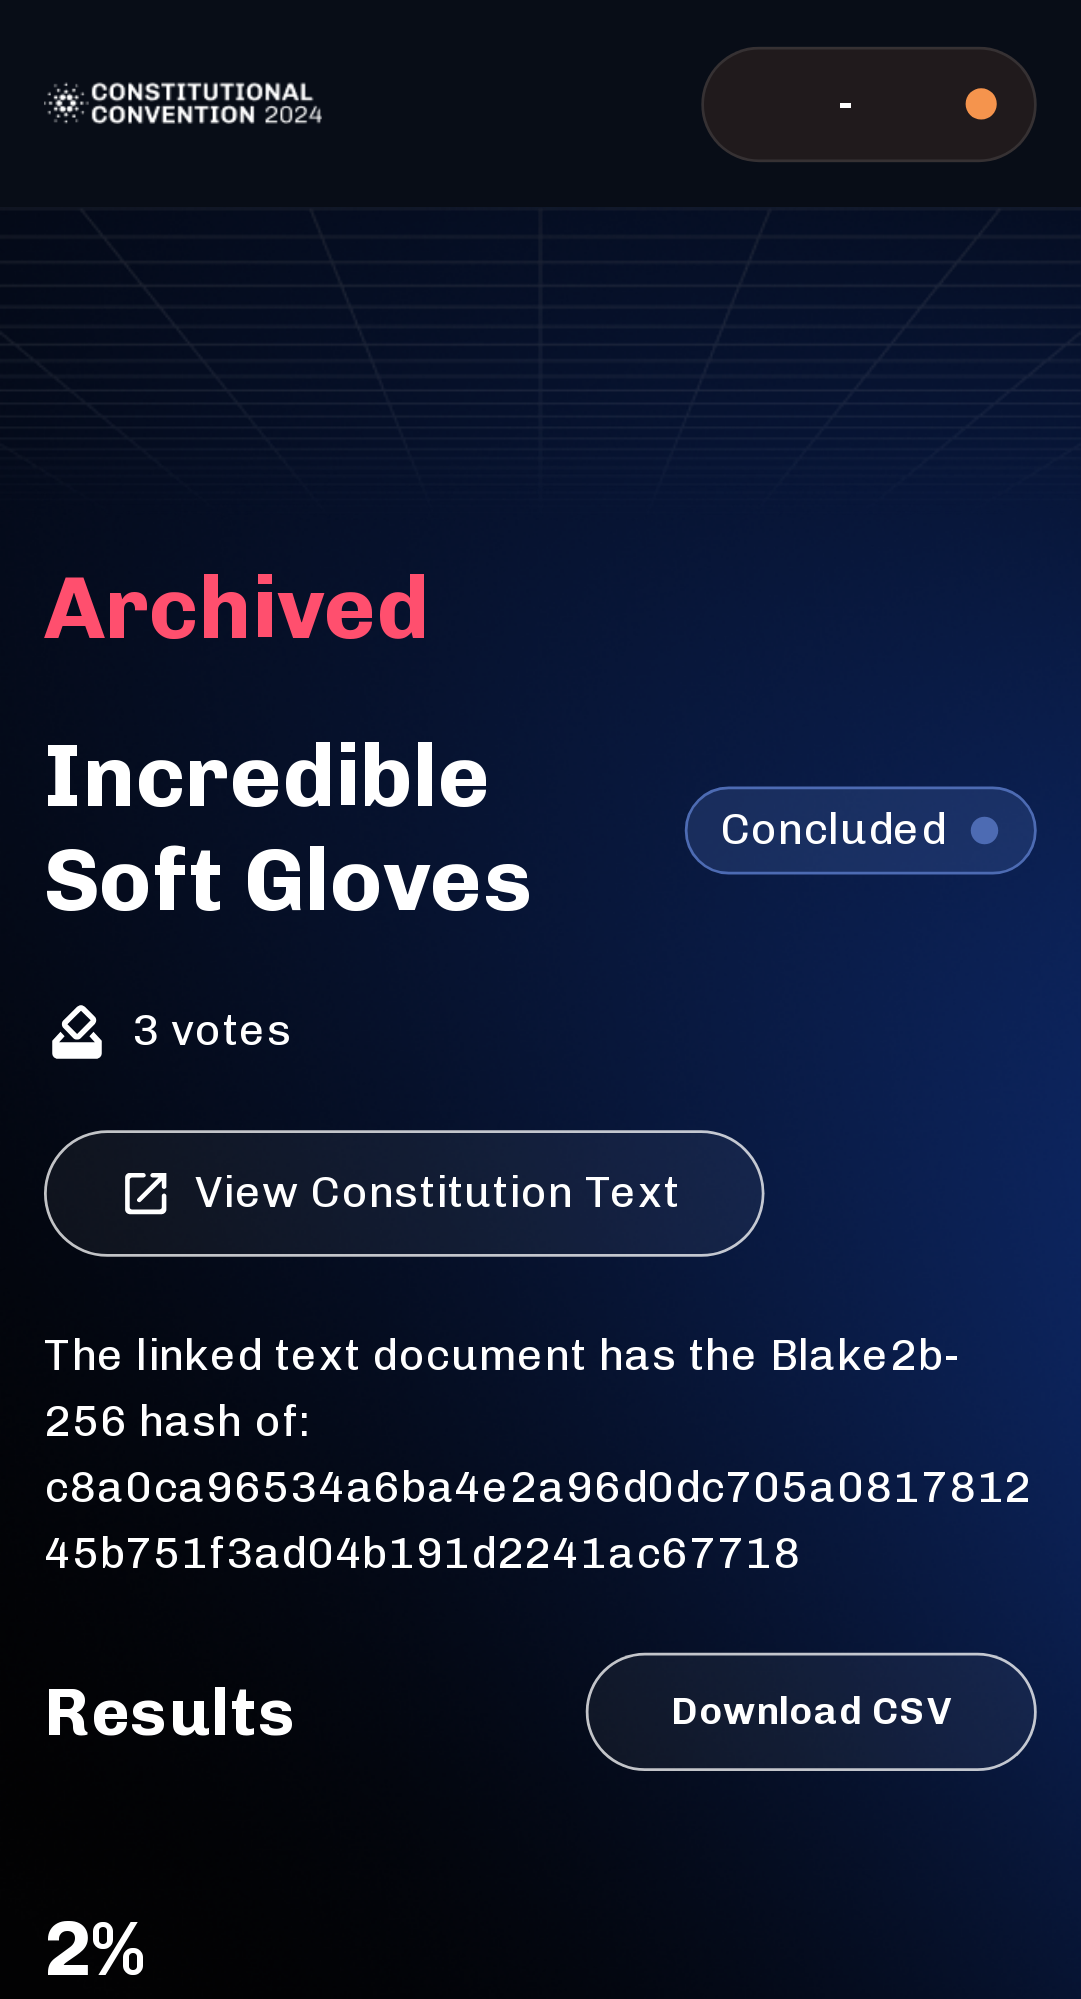 CONSTITUTIONAL
CONVENTION 2024
-
Archived
Incredible
Soft Gloves
Concluded
3 votes
View Constitution Text
The linked text document has the Blake2b-
256 hash of:
c8a0ca96534a6ba4e2a96d0dc705a0817812
45b751f3ad04b191d2241ac67718
Results
Download CSV
2%